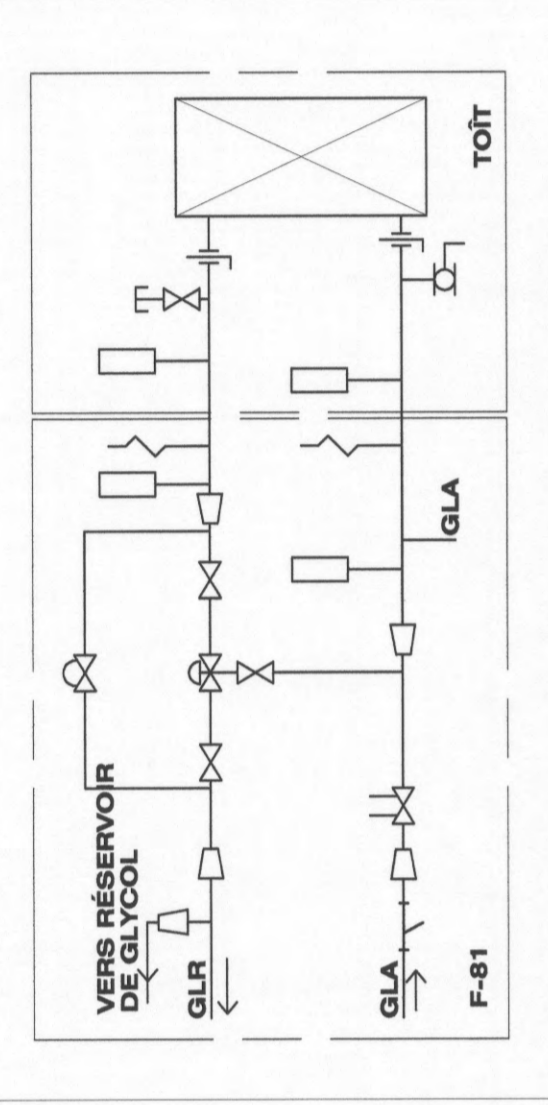 TOÎT
GLA
VERS RÉSERVOIR
DE GLYCOL
GLR
GLA
F-81